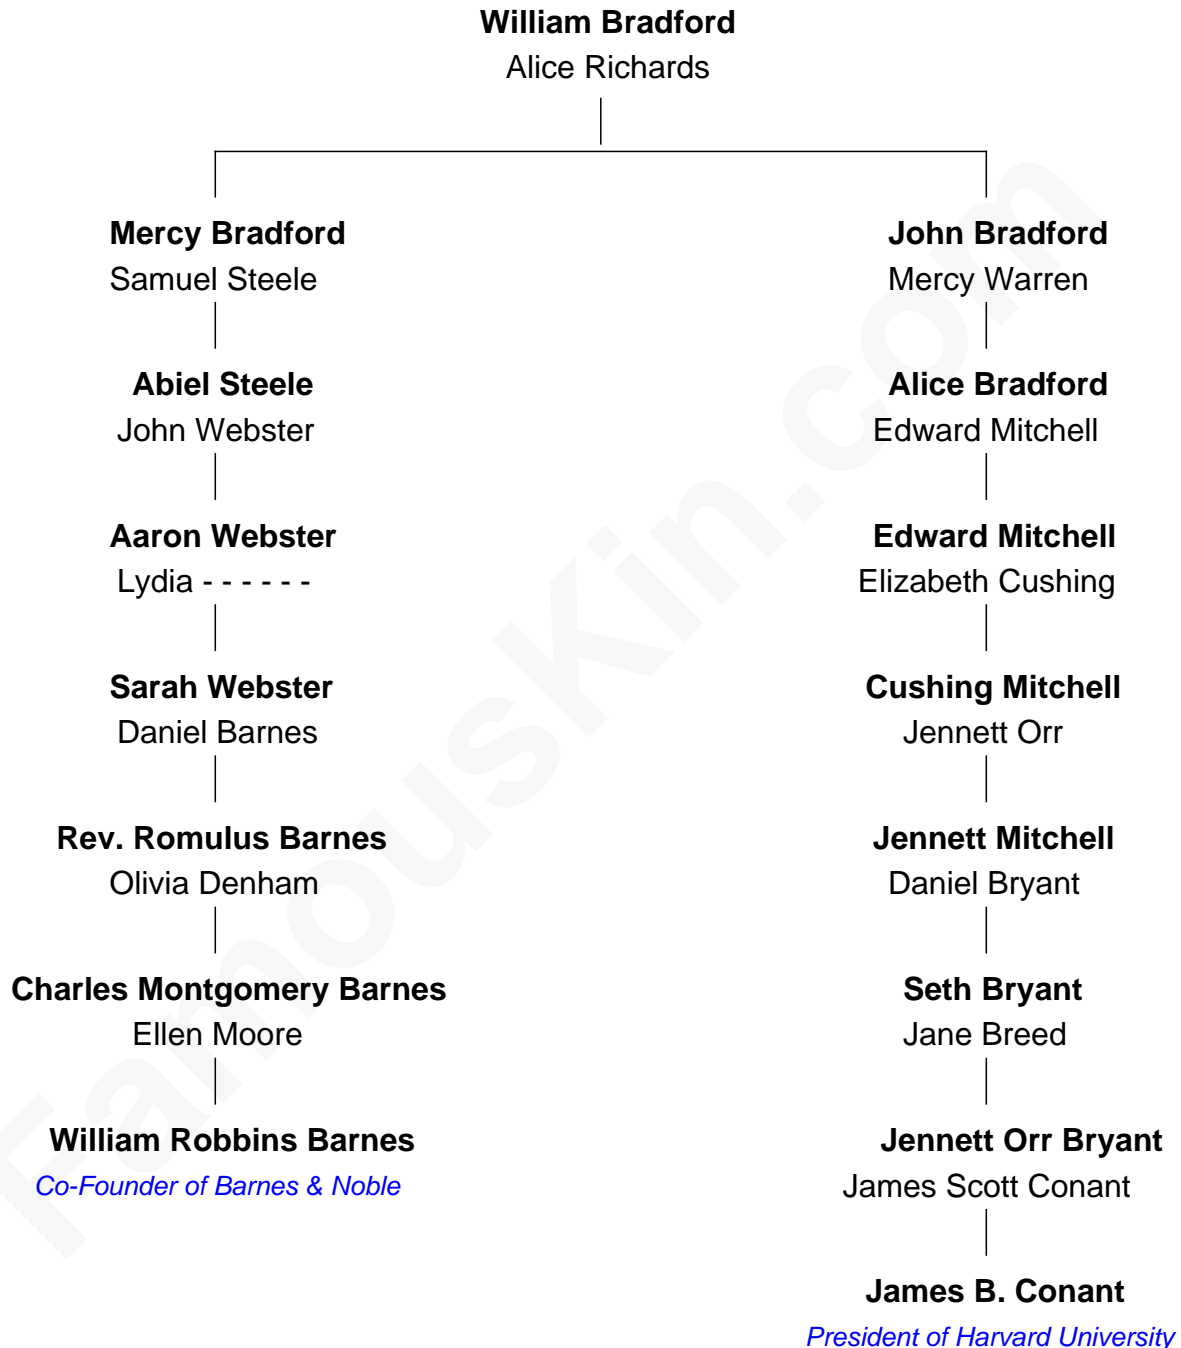 William Bradford
Alice Richards
Mercy Bradford
Samuel Steele
John Bradford
Mercy Warren
Abiel Steele
John Webster
Alice Bradford
Edward Mitchell
Aaron Webster
Lydia - - - - - -
Edward Mitchell
Elizabeth Cushing
Sarah Webster
Daniel Barnes
Cushing Mitchell
Jennett Orr
Rev. Romulus Barnes
Olivia Denham
Jennett Mitchell
Daniel Bryant
Charles Montgomery Barnes
Ellen Moore
Seth Bryant
Jane Breed
William Robbins Barnes
Co-Founder of Barnes & Noble
Jennett Orr Bryant
James Scott Conant
James B. Conant
President of Harvard University
FamousKin.com